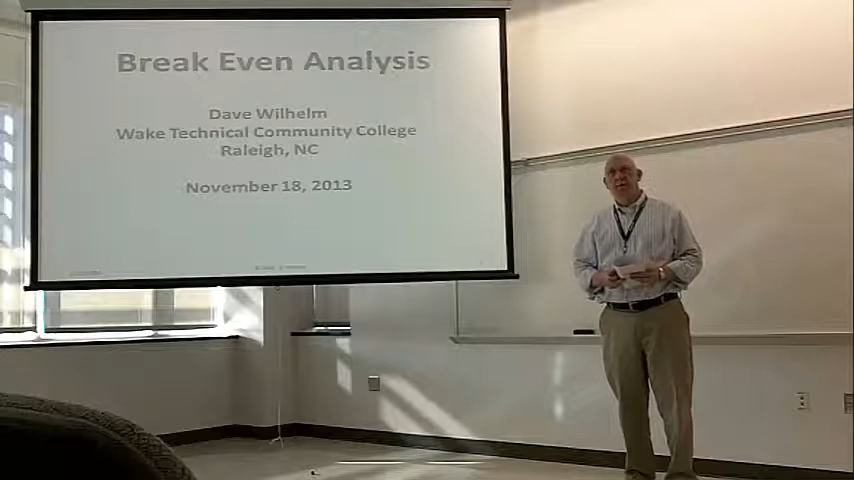 Break Even Analysis
Dave Wilhelm
Wake Technical Community College
Raleigh, NC
November 18, 2013